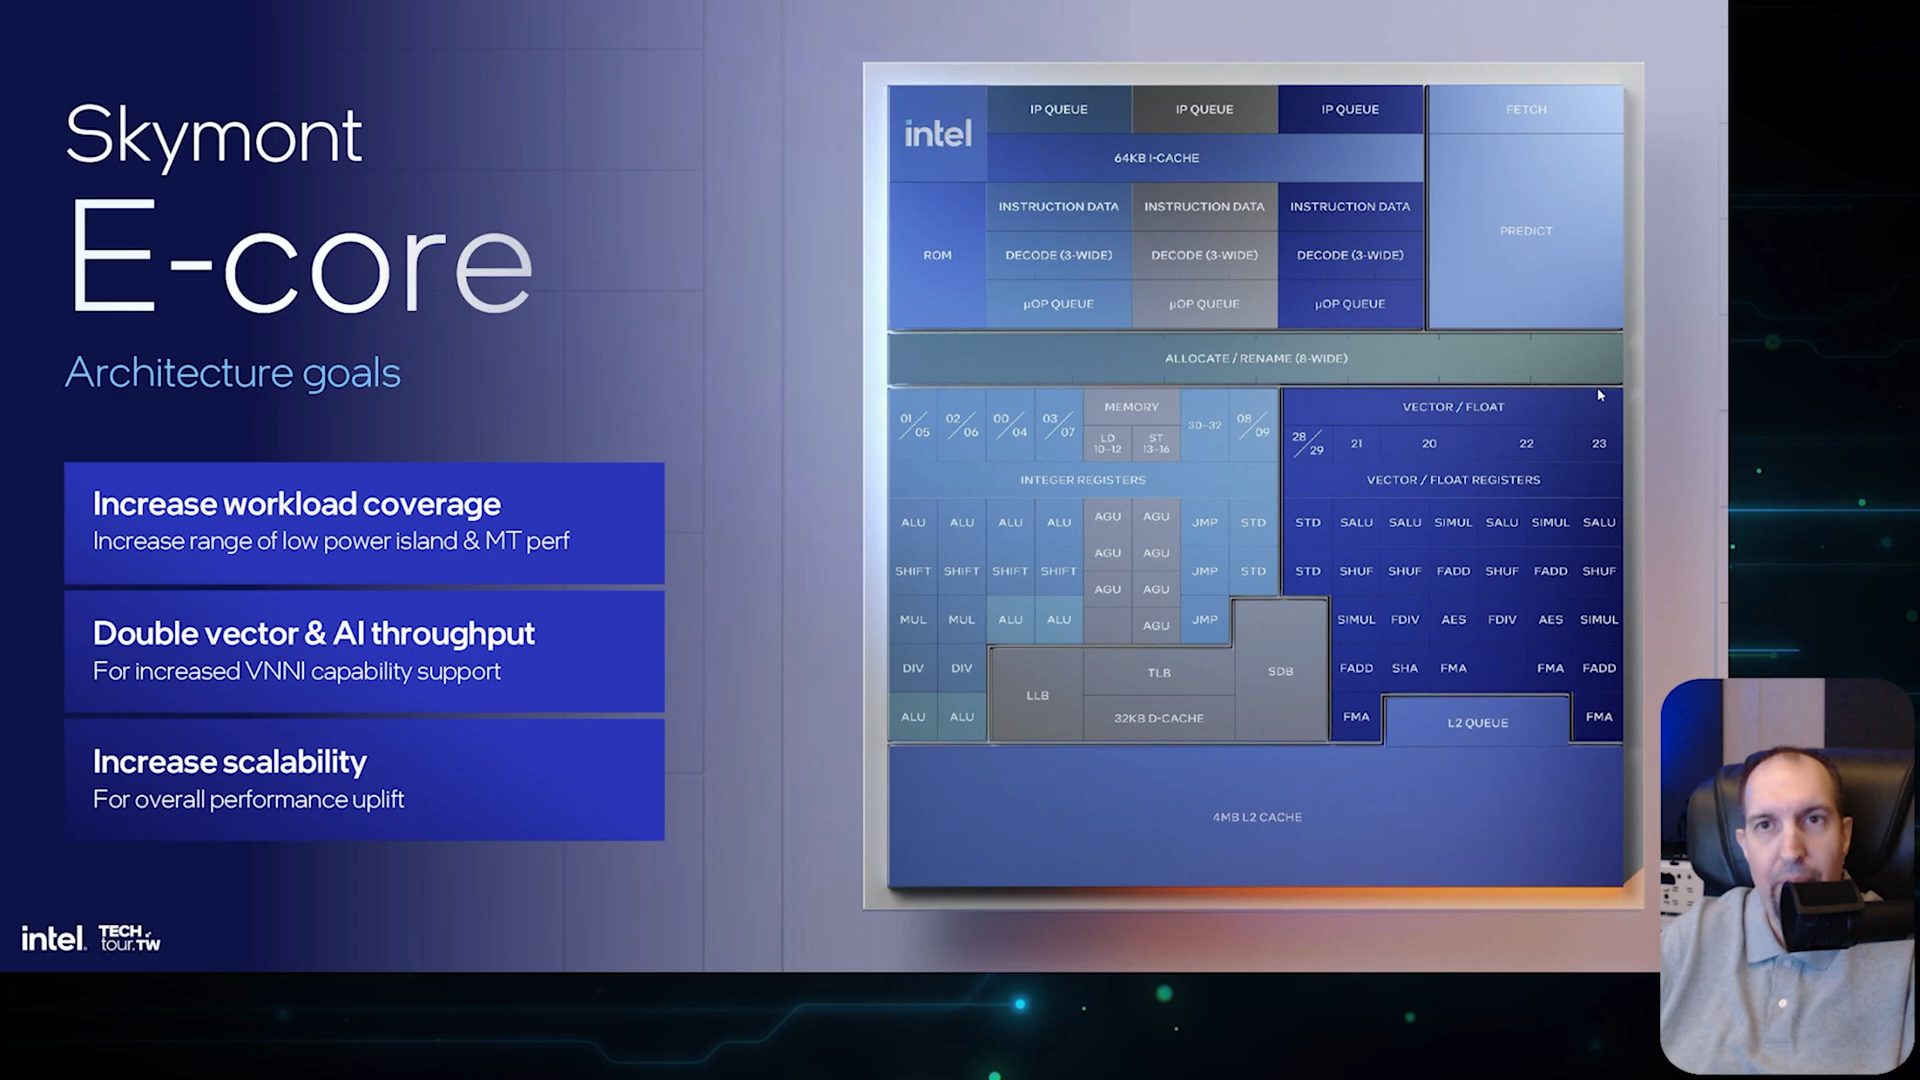 Skymont
E-core
Architecture goals
Increase workload coverage
Increase range of low power island & MT perf
Double vector & AI throughput
For increased VNNI capability support
Increase scalability
For overall performance uplift
intel. TECH
tour.TW
intel
IP QUEUE IP QUEUE IP QUEUE FETCH
64KB I-CACHE
INSTRUCTION DATA INSTRUCTION DATA INSTRUCTION DATA
PREDICT
ROM DECODE (3-WIDE) DECODE (3-WIDE) DECODE (3-WIDE)
µOP QUEUE µOP QUEUE µOP QUEUE
ALLOCATE / RENAME (8-WIDE)
01/05 02/06 00/04 03/07 MEMORY 30-32 08/09
LD 10-12 ST 13-16
VECTOR / FLOAT
28/29 21 20 22 23
INTEGER REGISTERS VECTOR / FLOAT REGISTERS
ALU ALU ALU ALU AGU AGU JMP STD STD SALU SALU SIMUL SALU SIMUL SALU
AGU AGU
SHIFT SHIFT SHIFT SHIFT JMP STD STD SHUF SHUF FADD SHUF FADD SHUF
AGU AGU
MUL MUL ALU ALU AGU JMP SIMUL FDIV AES FDIV AES SIMUL
DIV DIV LLB TLB SDB FADD SHA FMA FMA FADD
ALU ALU 32KB D-CACHE FMA L2 QUEUE FMA
4MB L2 CACHE